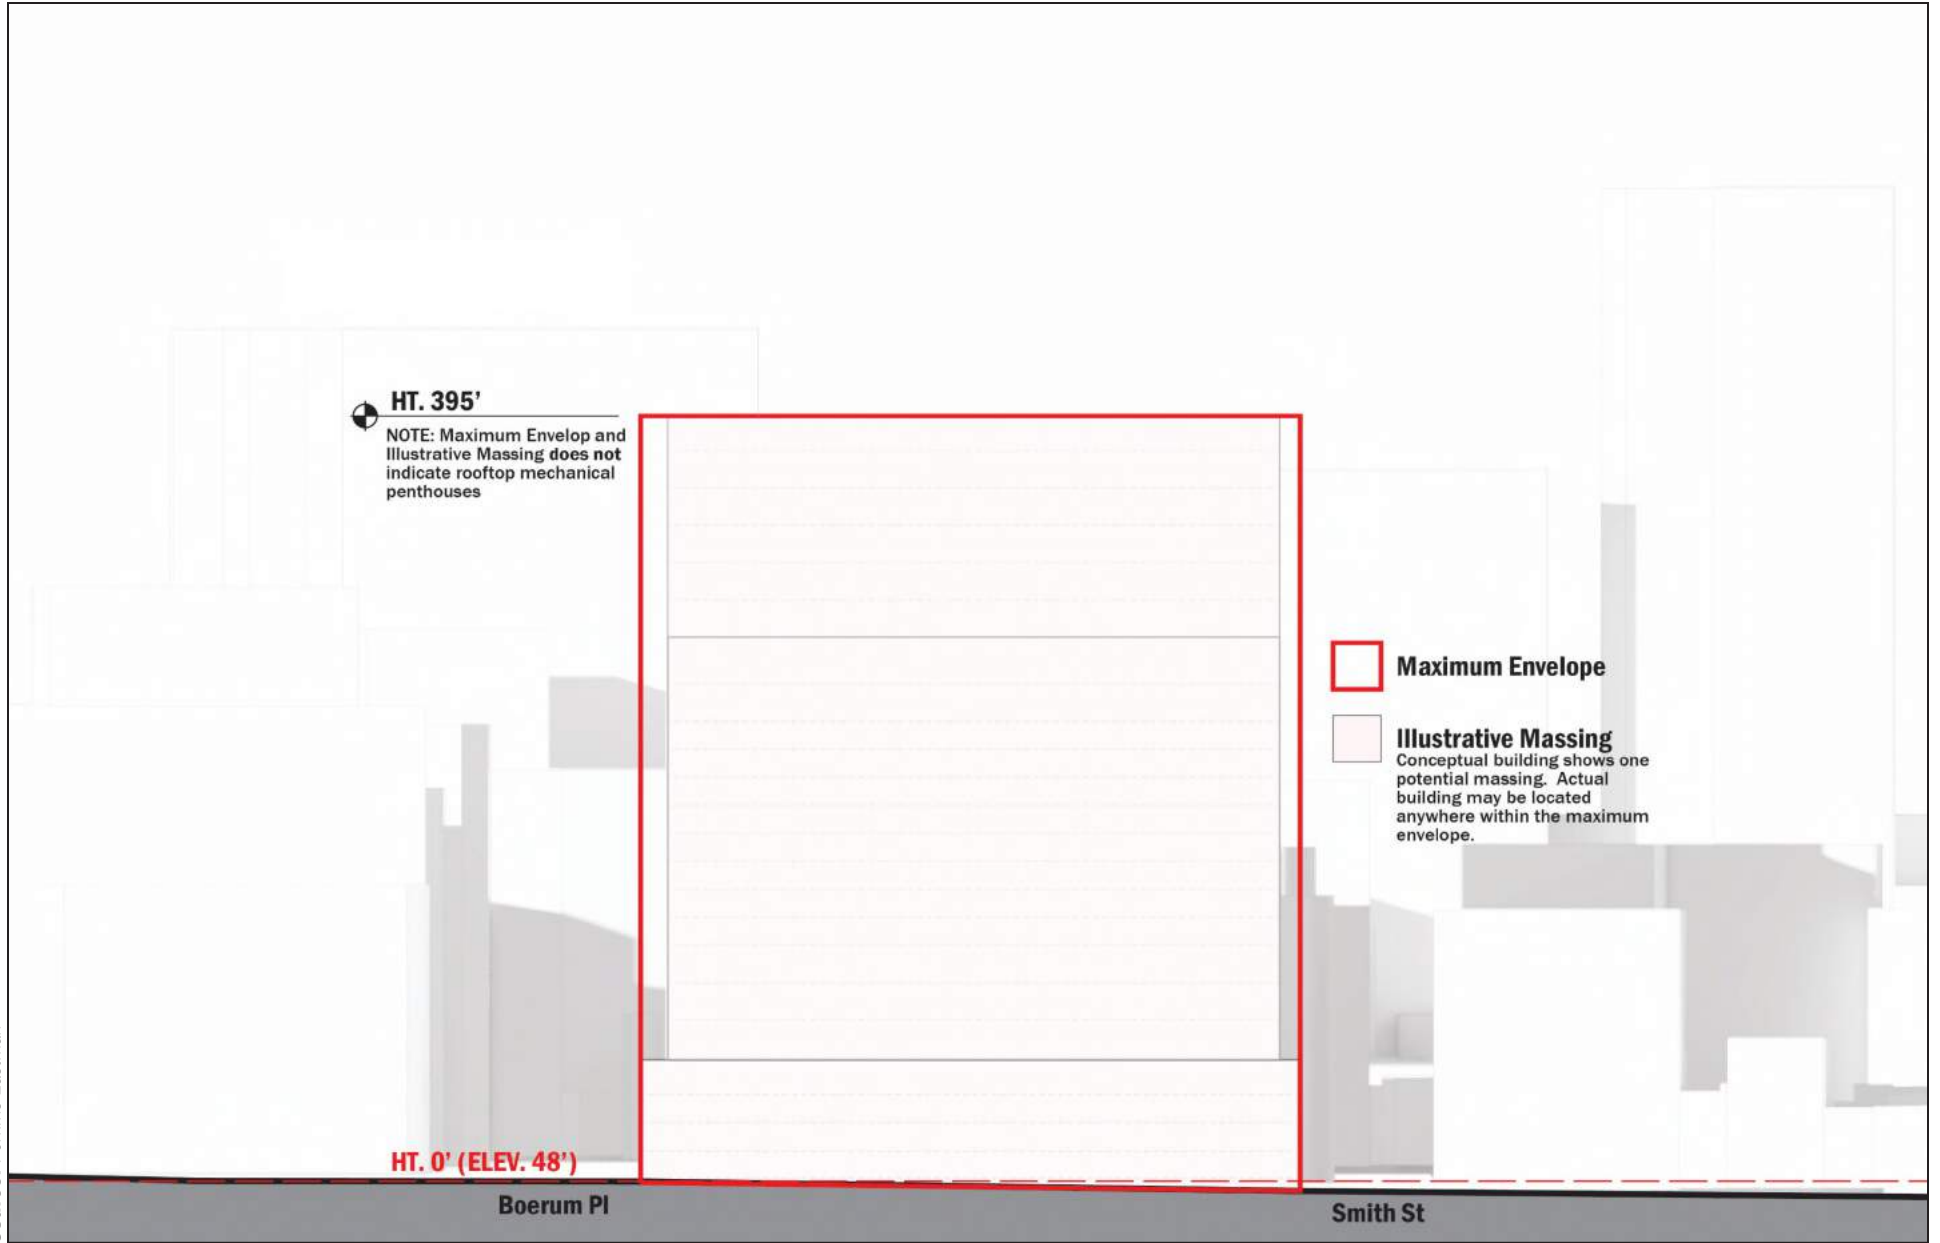 HT. 395'
NOTE: Maximum Envelop and
Illustrative Massing does not
indicate rooftop mechanical
penthouses
Maximum Envelope
Illustrative Massing
Conceptual building shows one
potential massing. Actual
building may be located
anywhere within the maximum
envelope.
HT. 0' (ELEV. 48')
Boerum Pl
Smith St